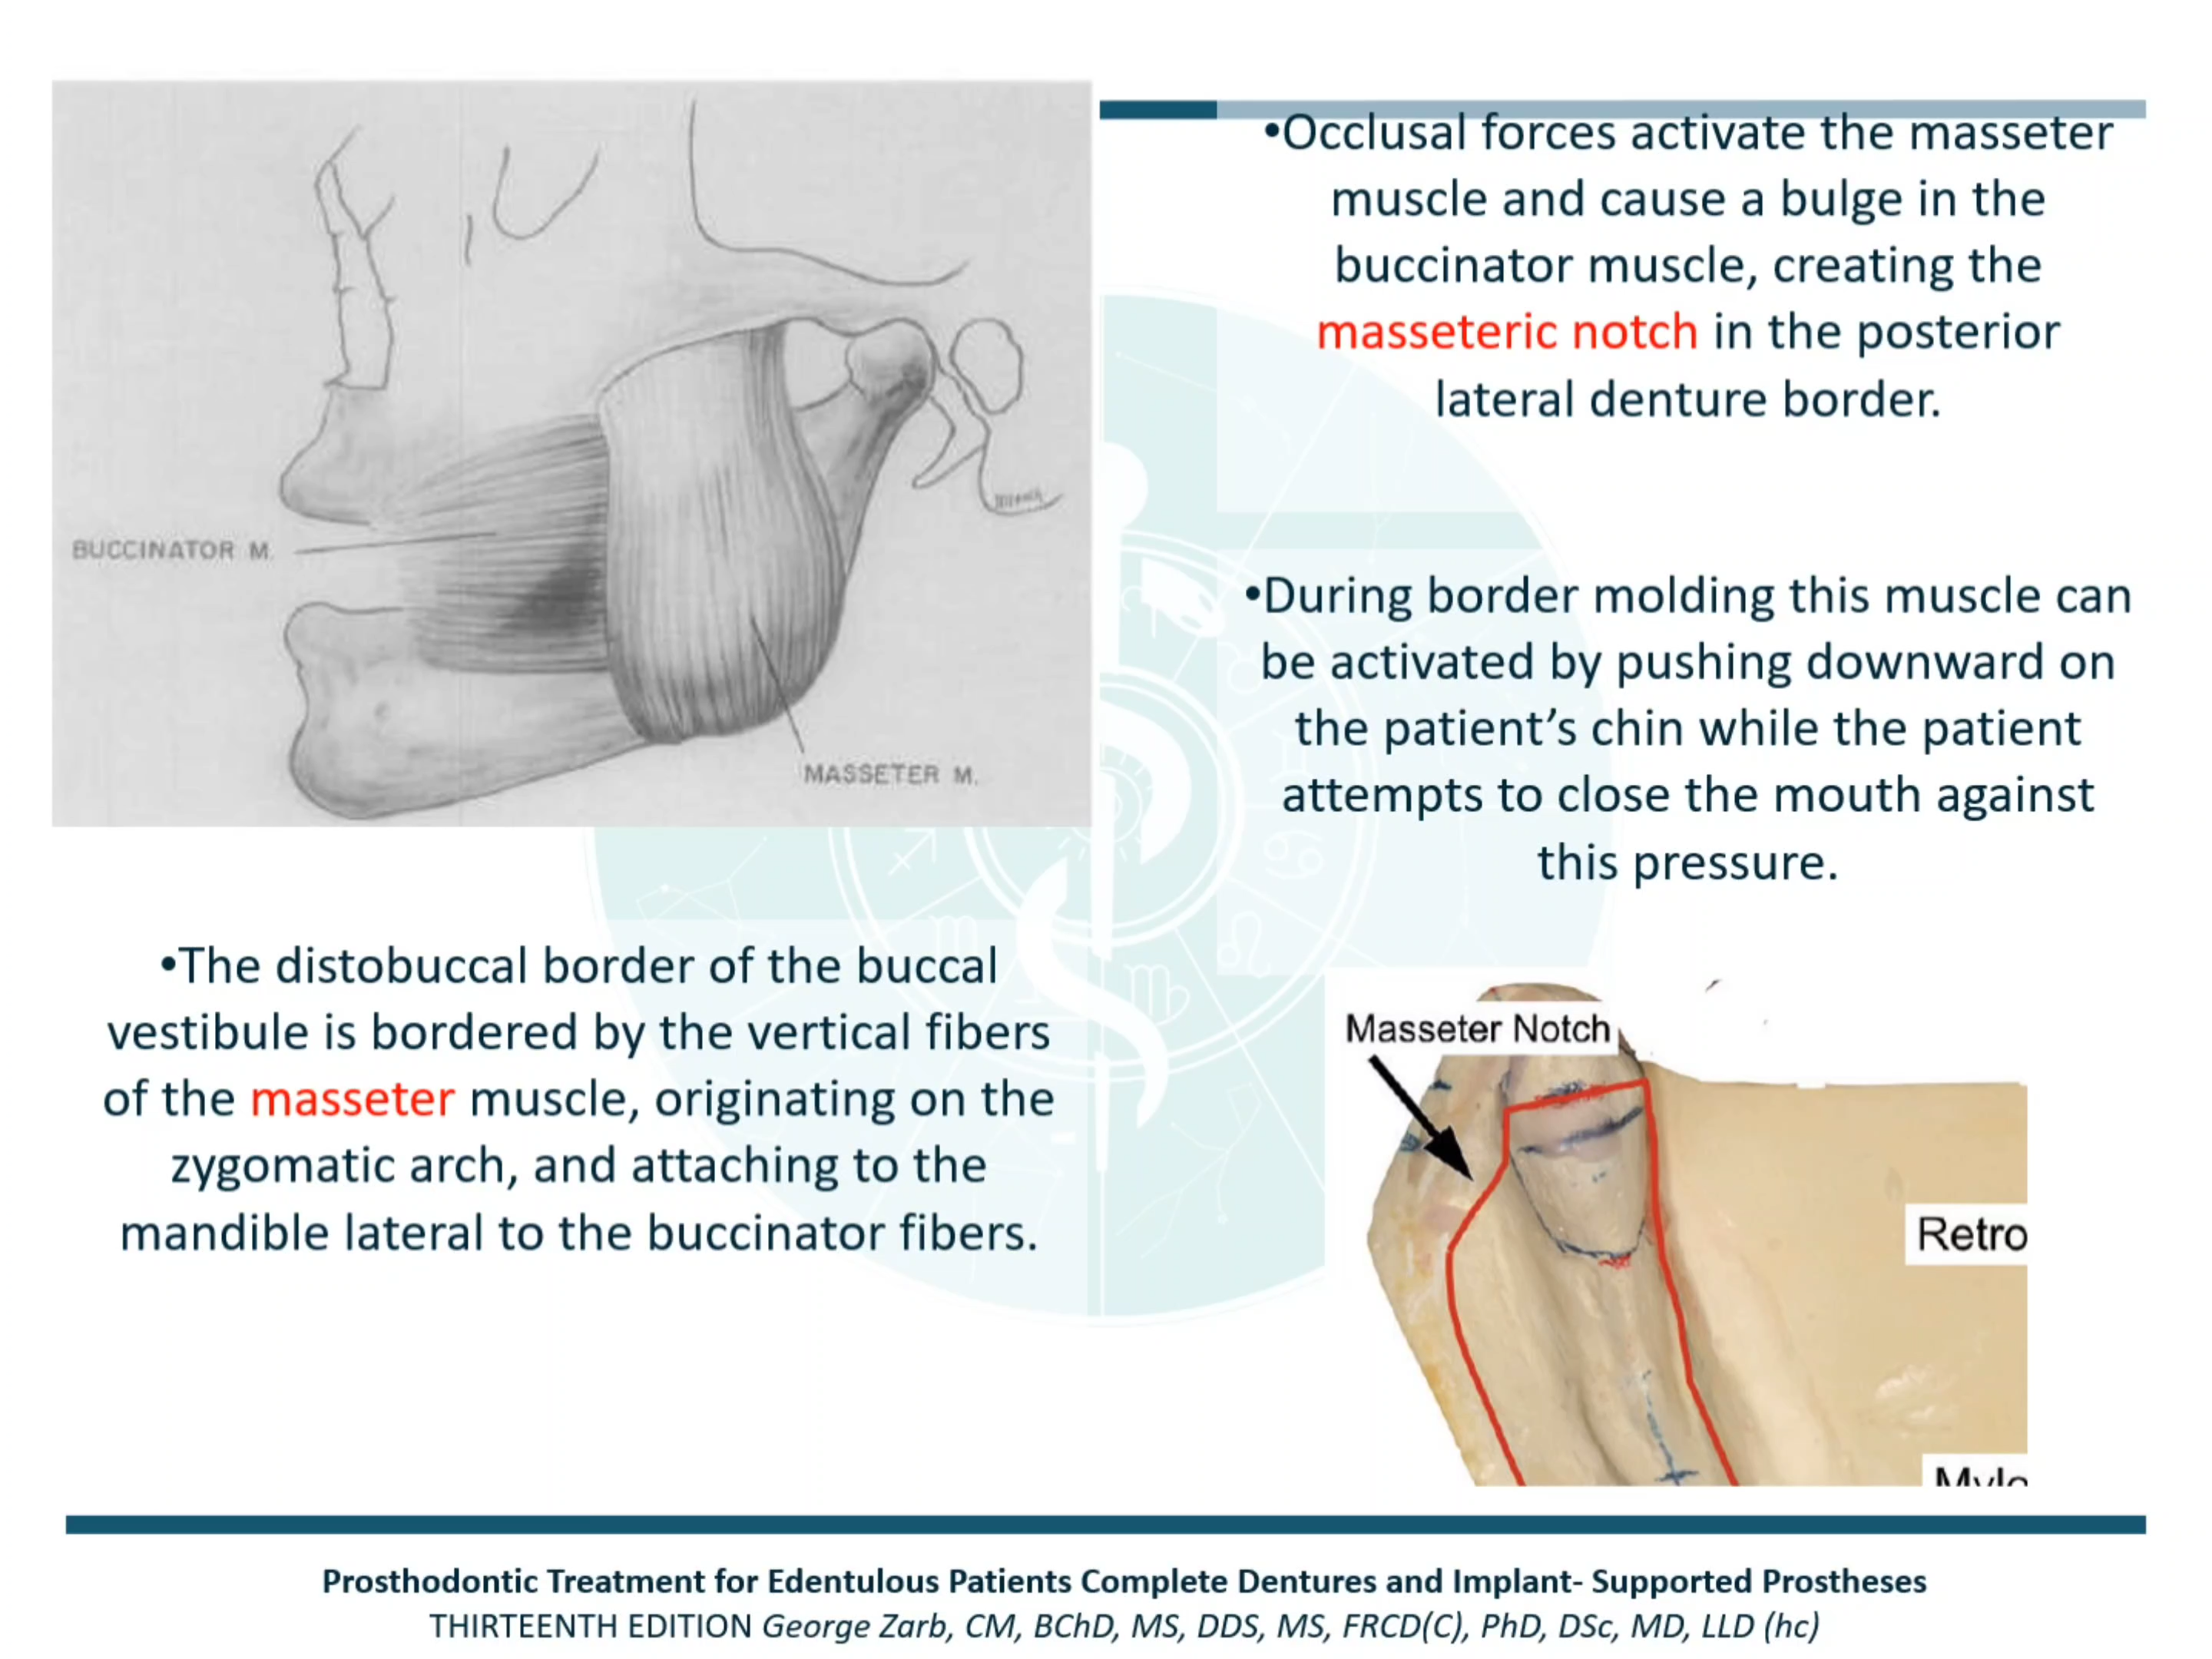 BUCCINATOR M.
MASSETER M.
•The distobuccal border of the buccal
vestibule is bordered by the vertical fibers
of the masseter muscle, originating on the
zygomatic arch, and attaching to the
mandible lateral to the buccinator fibers.
•Occlusal forces activate the masseter
muscle and cause a bulge in the
buccinator muscle, creating the
masseteric notch in the posterior
lateral denture border.
•During border molding this muscle can
be activated by pushing downward on
the patient’s chin while the patient
attempts to close the mouth against
this pressure.
Masseter Notch
Retro
Mylo
Prosthodontic Treatment for Edentulous Patients Complete Dentures and Implant- Supported Prostheses
THIRTEENTH EDITION George Zarb, CM, BChD, MS, DDS, MS, FRCD(C), PhD, DSc, MD, LLD (hc)